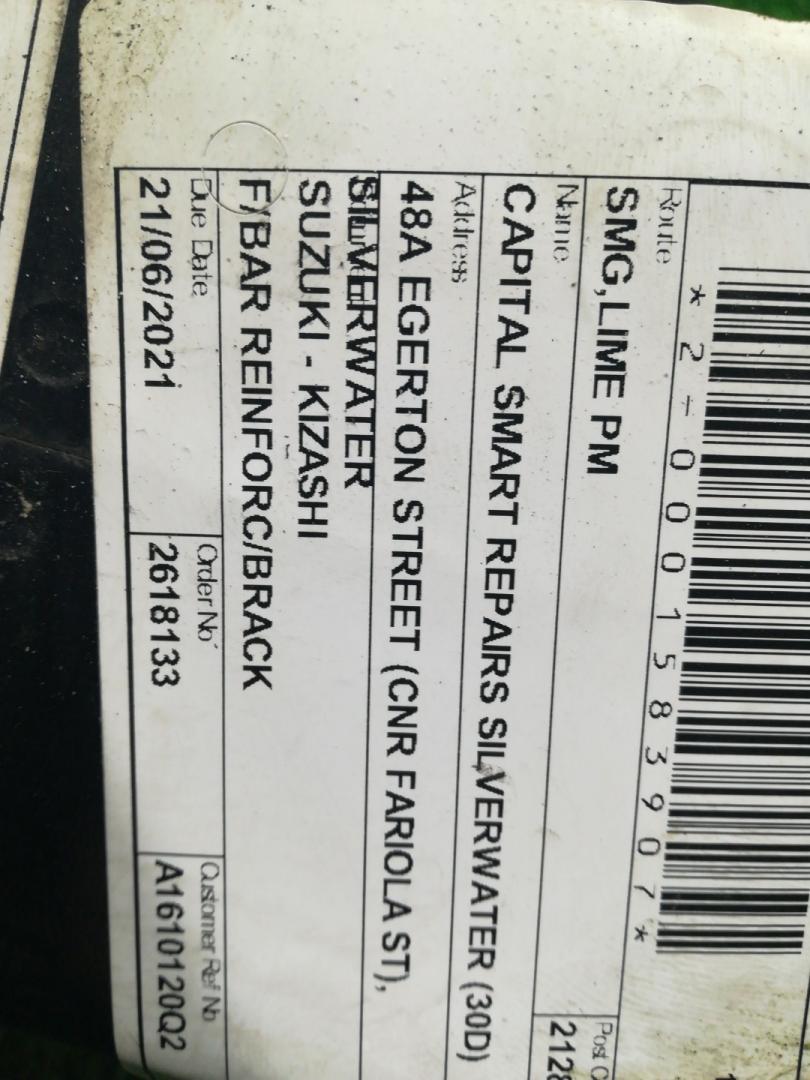 *2-0001583907*
Route
SMG,LIME PM
Name
CAPITAL SMART REPAIRS SILVERWATER (30D)
Post C
2128
Address
48A EGERTON STREET (CNR FARIOLA ST),
SILVERWATER
SUZUKI - KIZASHI
F/BAR REINFORC/BRACK
Due Date Order No Customer Ref No
21/06/2021 2618133 A1610120Q2